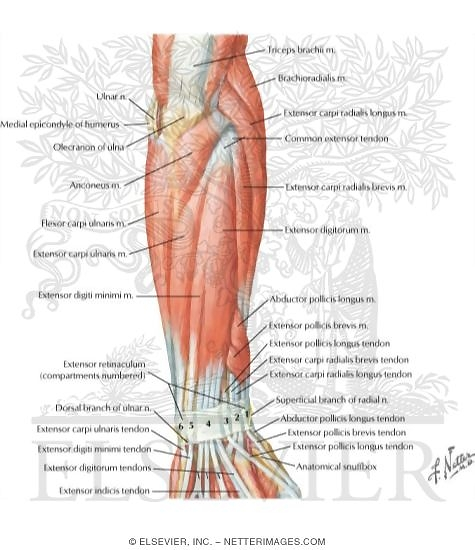 Triceps brachii m.
Brachioradialis m.
Ulnar n.
Extensor carpi radialis longus m.
Medial epicondyle of humerus
Common extensor tendon
Olecranon of ulna
Anconeus m.
Extensor carpi radialis brevis m.
Flexor carpi ulnaris m.
Extensor digitorum m.
Extensor carpi ulnaris m.
Extensor digiti minimi m.
Abductor pollicis longus m.
Extensor pollicis brevis m.
Extensor pollicis longus tendon
Extensor carpi radialis brevis tendon
Extensor retinaculum
(compartments numbered)
Extensor carpi radialis longus tendon
Superficial branch of radial n.
Dorsal branch of ulnar n.
Abductor pollicis longus tendon
6 5 4 3 2 1
Extensor carpi ulnaris tendon
Extensor pollicis brevis tendon
Extensor digiti minimi tendon
Extensor pollicis longus tendon
Extensor digitorum tendons
Anatomical snuffbox
Extensor indicis tendon
F. Netter
M.D.
ELSEVIER
© ELSEVIER, INC. – NETTERIMAGES.COM